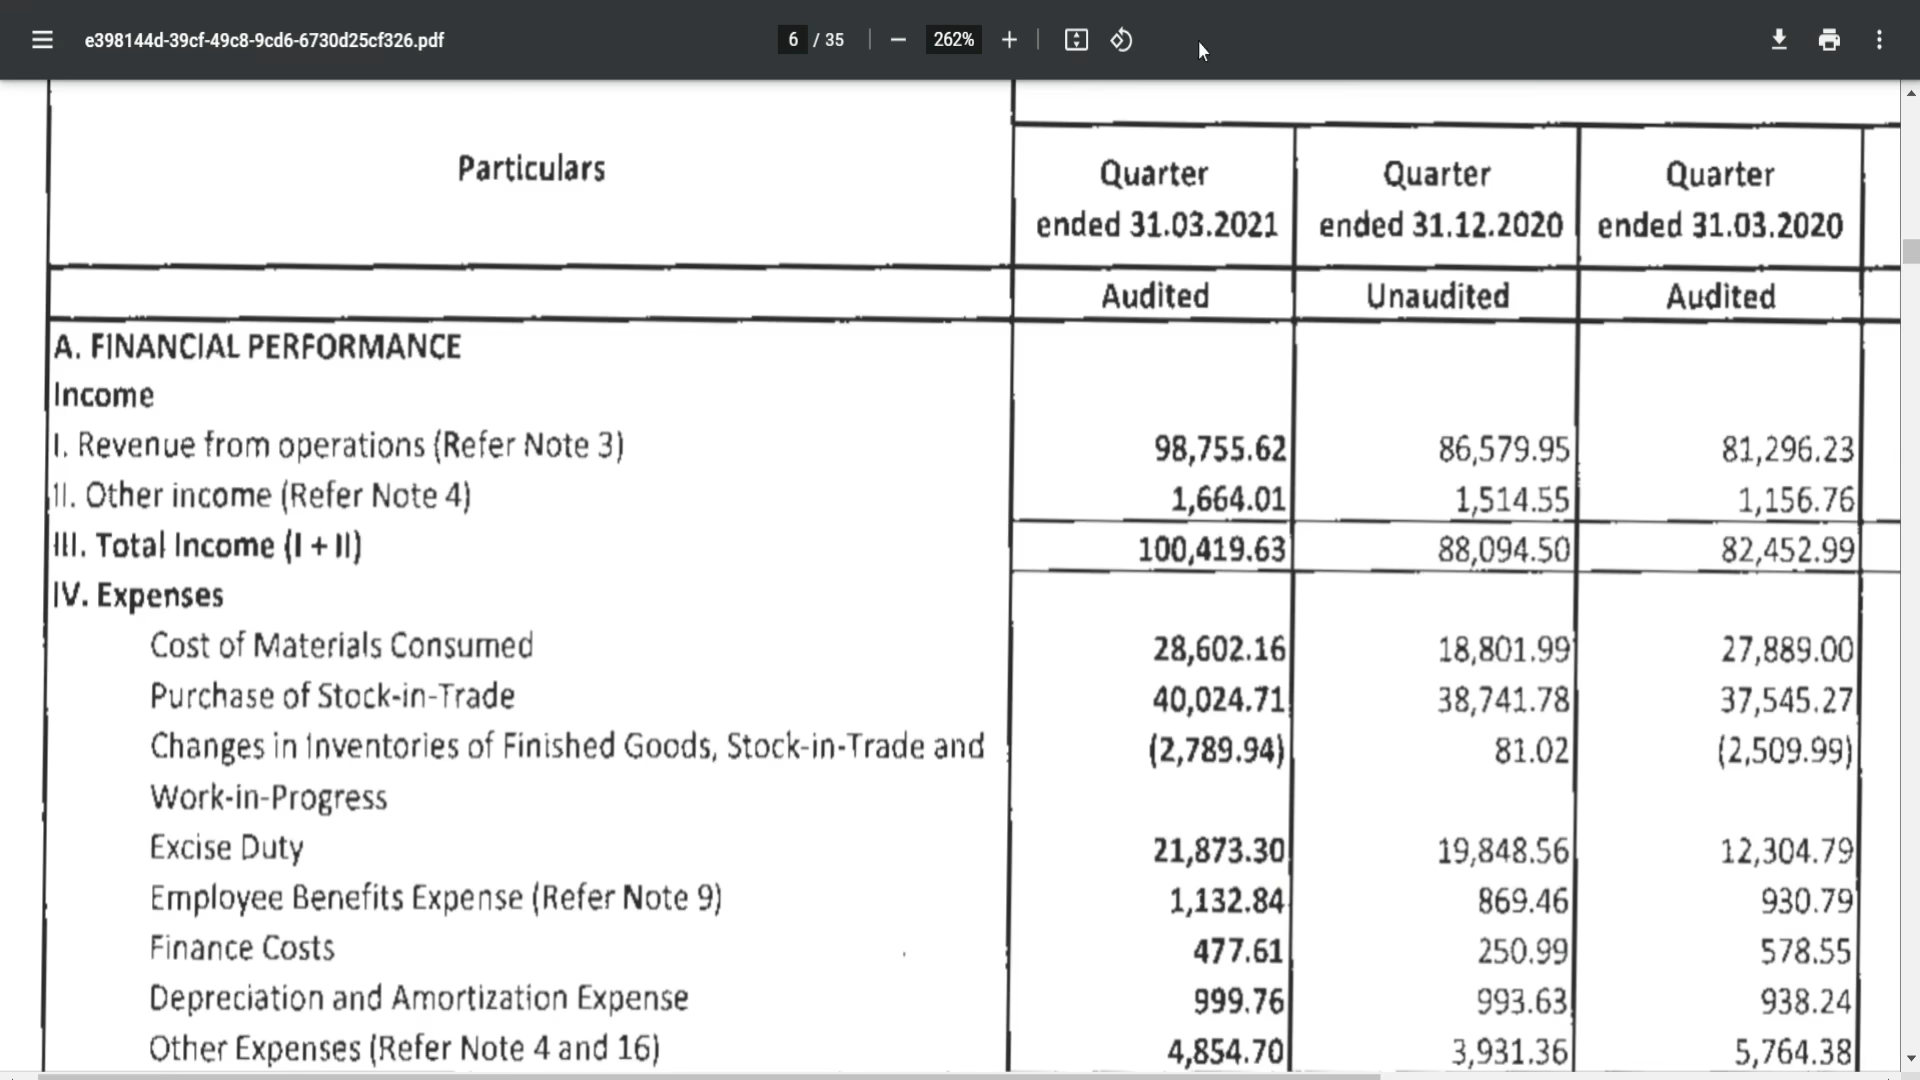 e398144d-39cf-49c8-9cd6-6730d25cf326.pdf 6 / 35 262%
Particulars
Quarter ended 31.03.2021 Quarter ended 31.12.2020 Quarter ended 31.03.2020
Audited Unaudited Audited
A. FINANCIAL PERFORMANCE
Income
I. Revenue from operations (Refer Note 3) 98,755.62 86,579.95 81,296.23
II. Other income (Refer Note 4) 1,664.01 1,514.55 1,156.76
III. Total Income (I + II) 100,419.63 88,094.50 82,452.99
IV. Expenses
Cost of Materials Consumed 28,602.16 18,801.99 27,889.00
Purchase of Stock-in-Trade 40,024.71 38,741.78 37,545.27
Changes in Inventories of Finished Goods, Stock-in-Trade and (2,789.94) 81.02 (2,509.99)
Work-in-Progress
Excise Duty 21,873.30 19,848.56 12,304.79
Employee Benefits Expense (Refer Note 9) 1,132.84 869.46 930.79
Finance Costs 477.61 250.99 578.55
Depreciation and Amortization Expense 999.76 993.63 938.24
Other Expenses (Refer Note 4 and 16) 4,854.70 3,931.36 5,764.38